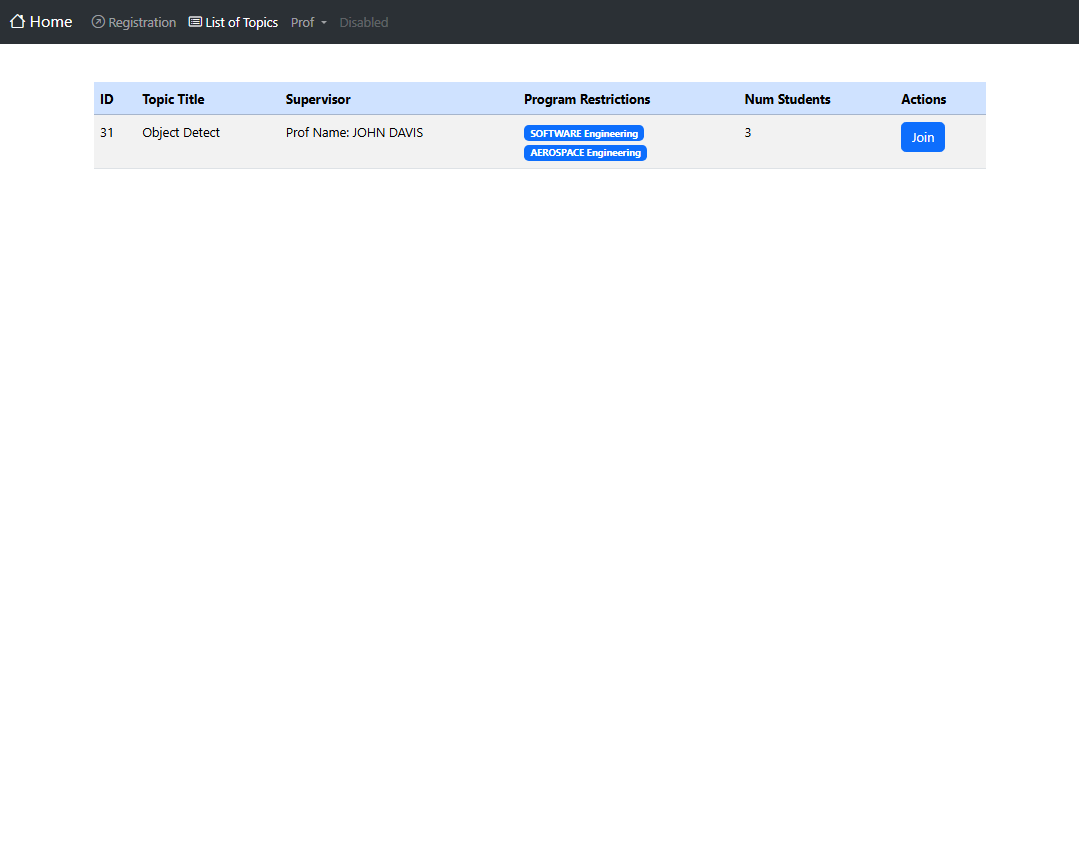 Home Registration List of Topics Prof Disabled
ID Topic Title Supervisor Program Restrictions Num Students Actions
31 Object Detect Prof Name: JOHN DAVIS SOFTWARE Engineering 3 Join
AEROSPACE Engineering